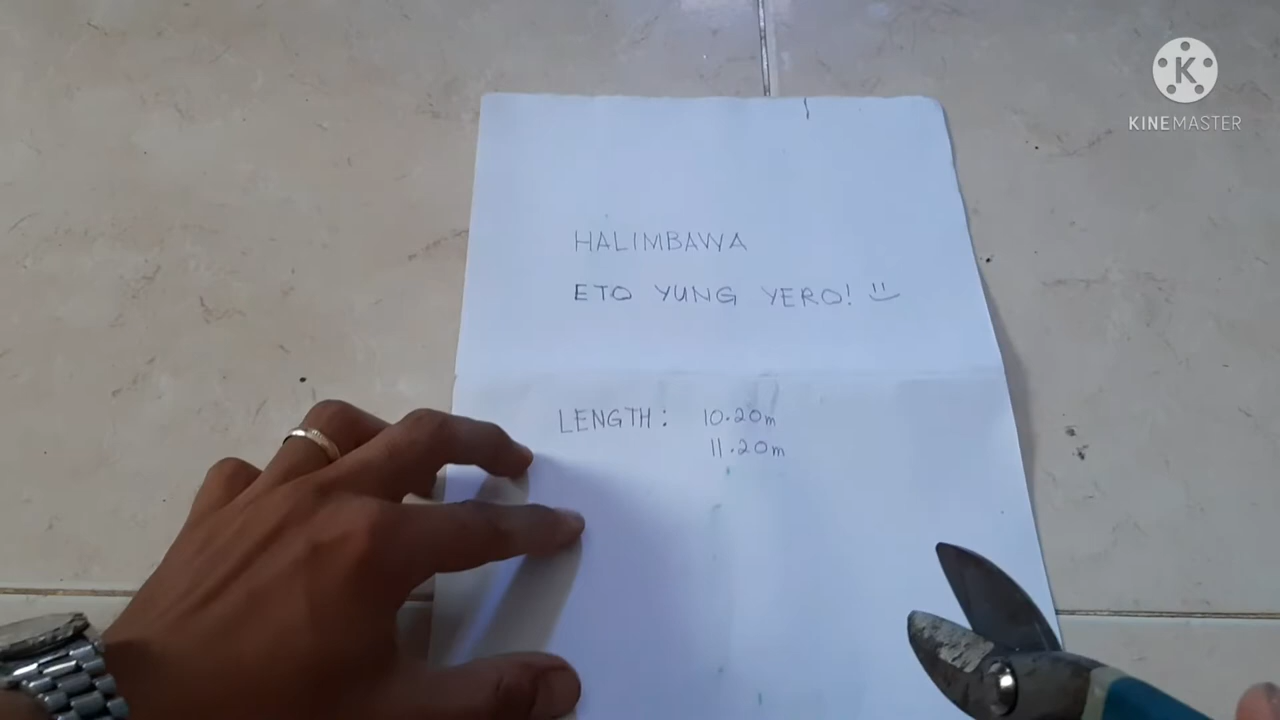 HALIMBAWA
ETO YUNG YERO!
LENGTH: 10.20m
11.20m
KINEMASTER